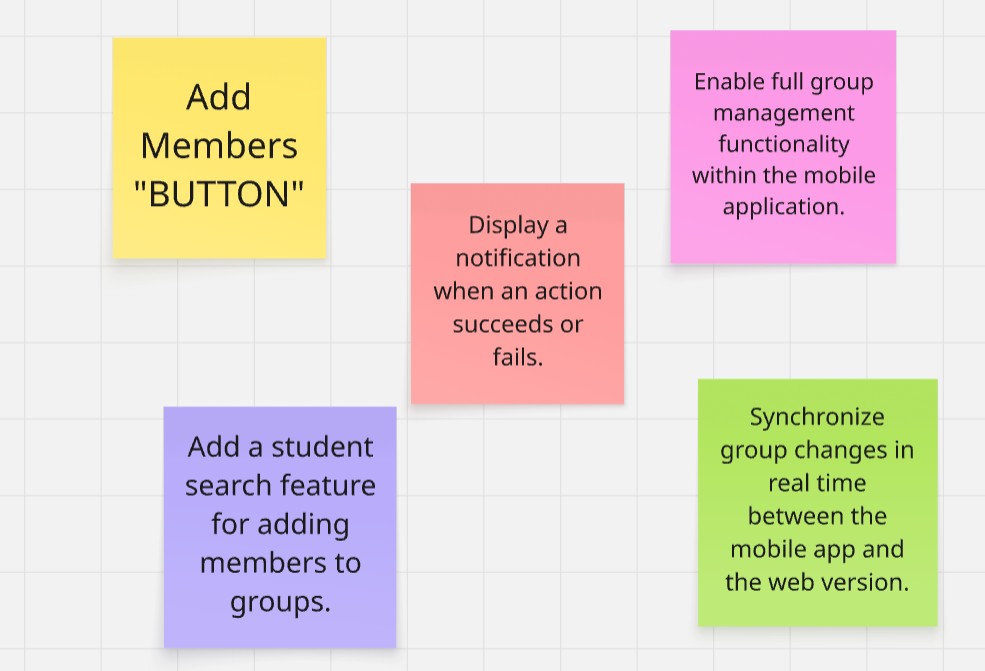 Add
Members
"BUTTON"
Enable full group
management
functionality
within the mobile
application.
Display a
notification
when an action
succeeds or
fails.
Add a student
search feature
for adding
members to
groups.
Synchronize
group changes in
real time
between the
mobile app and
the web version.